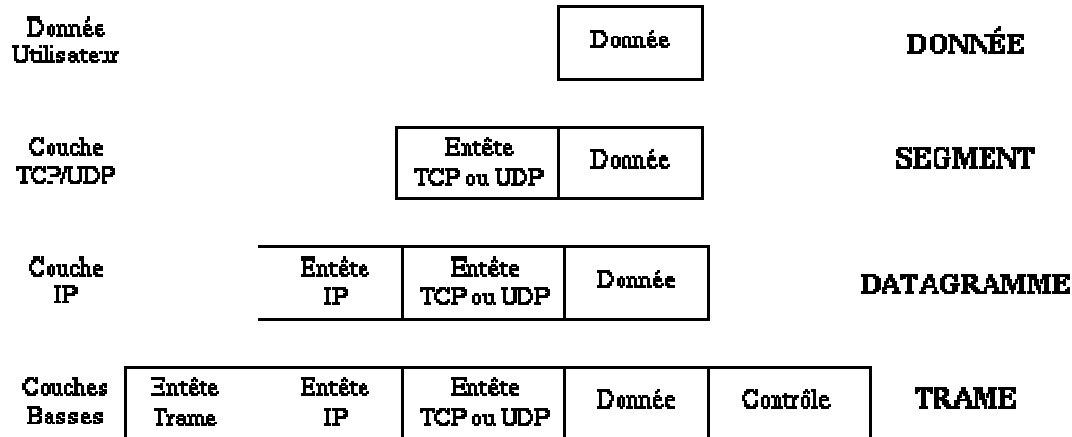 Donnée
Utilisateur
Donnée
DONNÉE
Couche
TCP/UDP
Entête
TCP ou UDP
Donnée
SEGMENT
Couche
IP
Entête
IP
Entête
TCP ou UDP
Donnée
DATAGRAMME
Couches
Basses
Entête
Trame
Entête
IP
Entête
TCP ou UDP
Donnée
Contrôle
TRAME